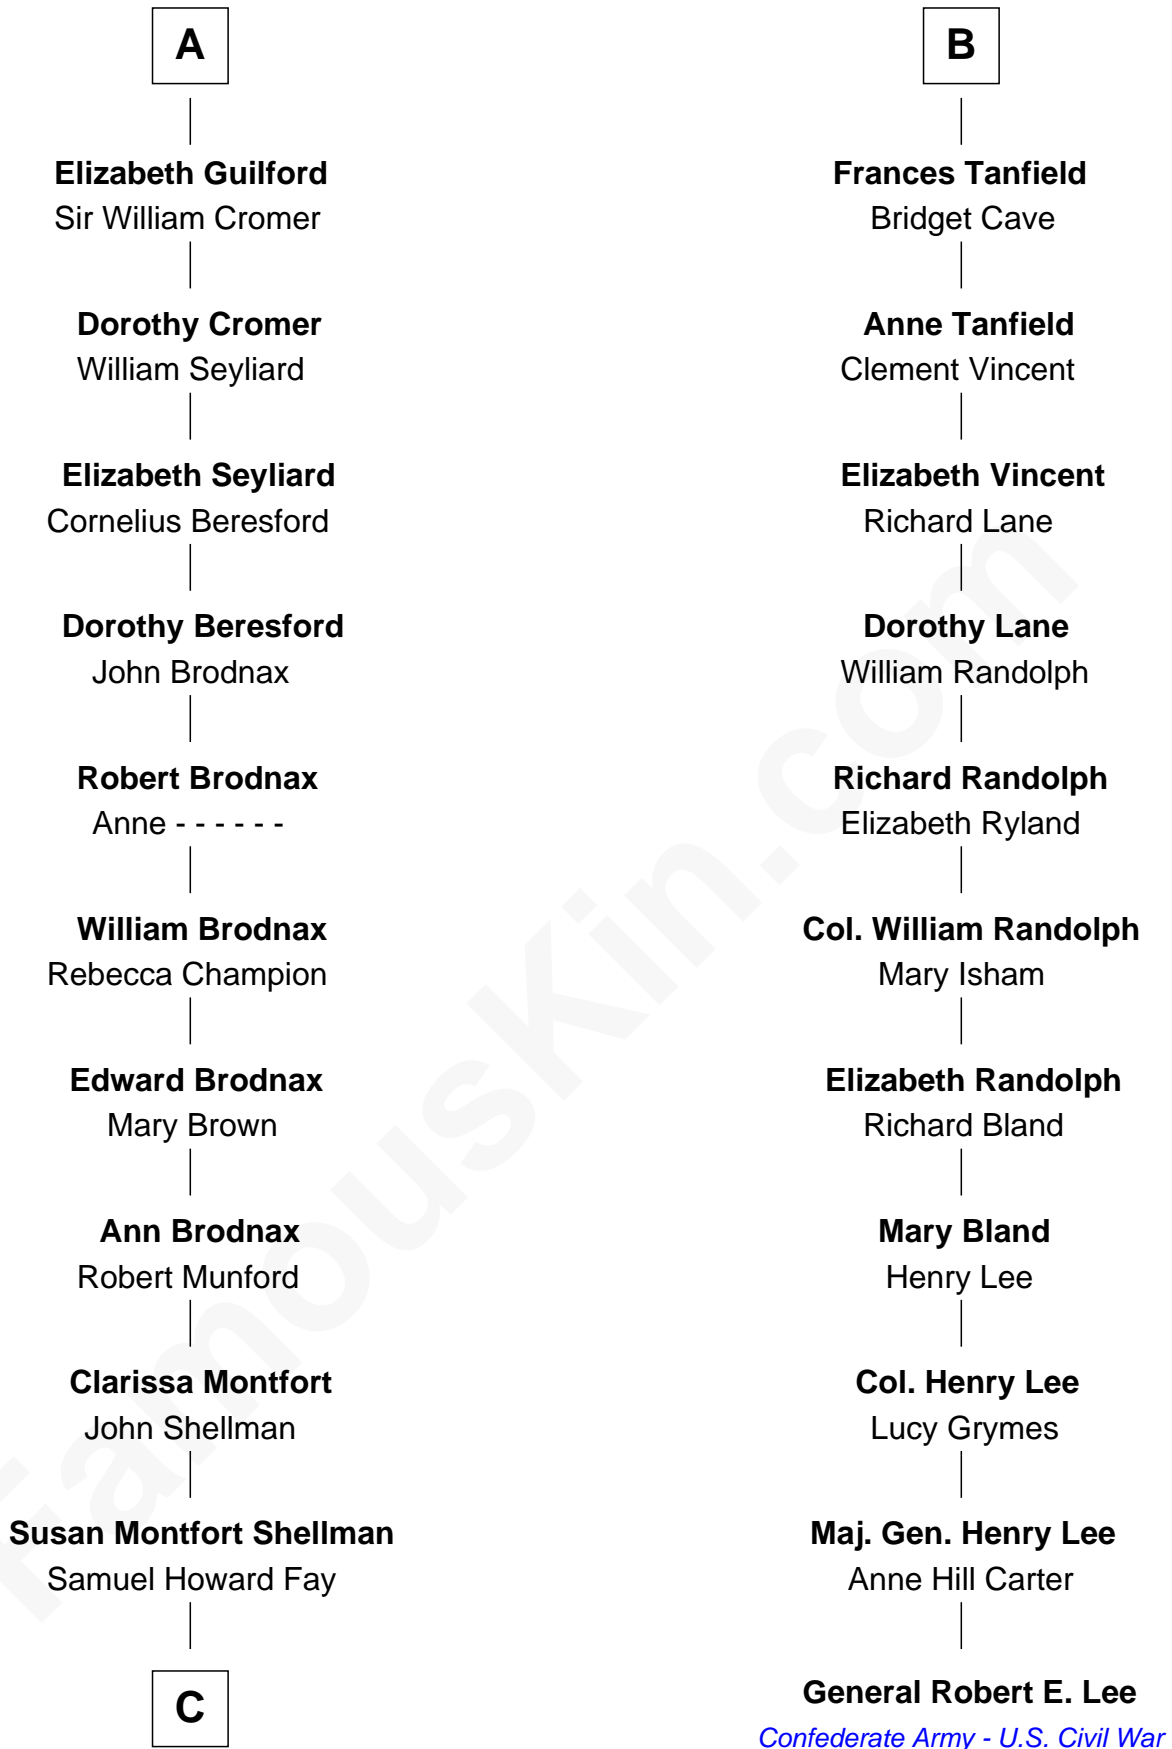 A
Elizabeth Guilford
Sir William Cromer
Dorothy Cromer
William Seyliard
Elizabeth Seyliard
Cornelius Beresford
Dorothy Beresford
John Brodnax
Robert Brodnax
Anne - - - - - -
William Brodnax
Rebecca Champion
Edward Brodnax
Mary Brown
Ann Brodnax
Robert Munford
Clarissa Montfort
John Shellman
Susan Montfort Shellman
Samuel Howard Fay
C
B
Frances Tanfield
Bridget Cave
Anne Tanfield
Clement Vincent
Elizabeth Vincent
Richard Lane
Dorothy Lane
William Randolph
Richard Randolph
Elizabeth Ryland
Col. William Randolph
Mary Isham
Elizabeth Randolph
Richard Bland
Mary Bland
Henry Lee
Col. Henry Lee
Lucy Grymes
Maj. Gen. Henry Lee
Anne Hill Carter
General Robert E. Lee
Confederate Army - U.S. Civil War
FamousKin.com